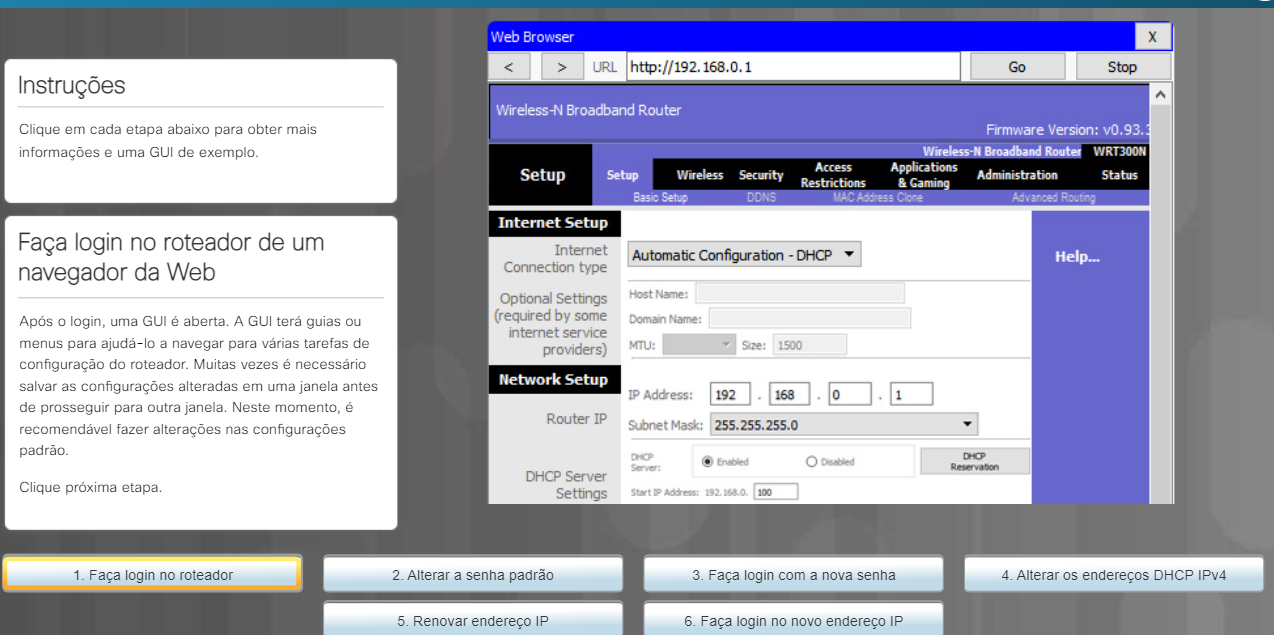 Instruções
Clique em cada etapa abaixo para obter mais
informações e uma GUI de exemplo.
Faça login no roteador de um
navegador da Web
Após o login, uma GUI é aberta. A GUI terá guias ou
menus para ajudá-lo a navegar para várias tarefas de
configuração do roteador. Muitas vezes é necessário
salvar as configurações alteradas em uma janela antes
de prosseguir para outra janela. Neste momento, é
recomendável fazer alterações nas configurações
padrão.
Clique próxima etapa.
Web Browser X
< > URL http://192.168.0.1 Go Stop
Wireless-N Broadband Router
Firmware Version: v0.93.3
Wireless-N Broadband Router WRT300N
Setup Setup Wireless Security Access Restrictions Applications & Gaming Administration Status
Basic Setup DDNS MAC Address Clone Advanced Routing
Internet Setup
Internet
Connection type
Automatic Configuration - DHCP
Help...
Optional Settings
(required by some
internet service
providers)
Host Name:
Domain Name:
MTU: Size: 1500
Network Setup
Router IP
IP Address: 192 . 168 . 0 . 1
Subnet Mask: 255.255.255.0
DHCP Server
Settings
DHCP
Server: Enabled Disabled DHCP
Reservation
Start IP Address: 192.168.0. 100
1. Faça login no roteador
2. Alterar a senha padrão
3. Faça login com a nova senha
4. Alterar os endereços DHCP IPv4
5. Renovar endereço IP
6. Faça login no novo endereço IP